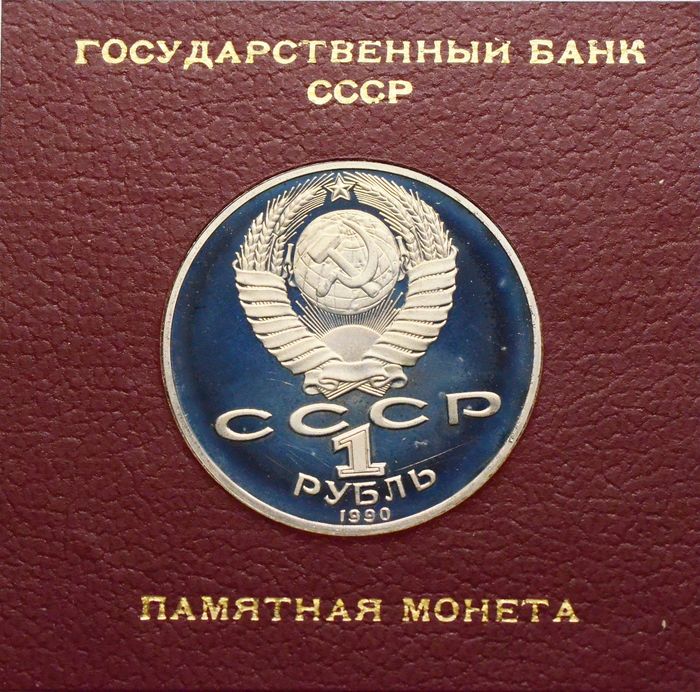 ГОСУДАРСТВЕННЫЙ БАНК
СССР
СССР
1
РУБЛЬ
1990
ПАМЯТНАЯ МОНЕТА